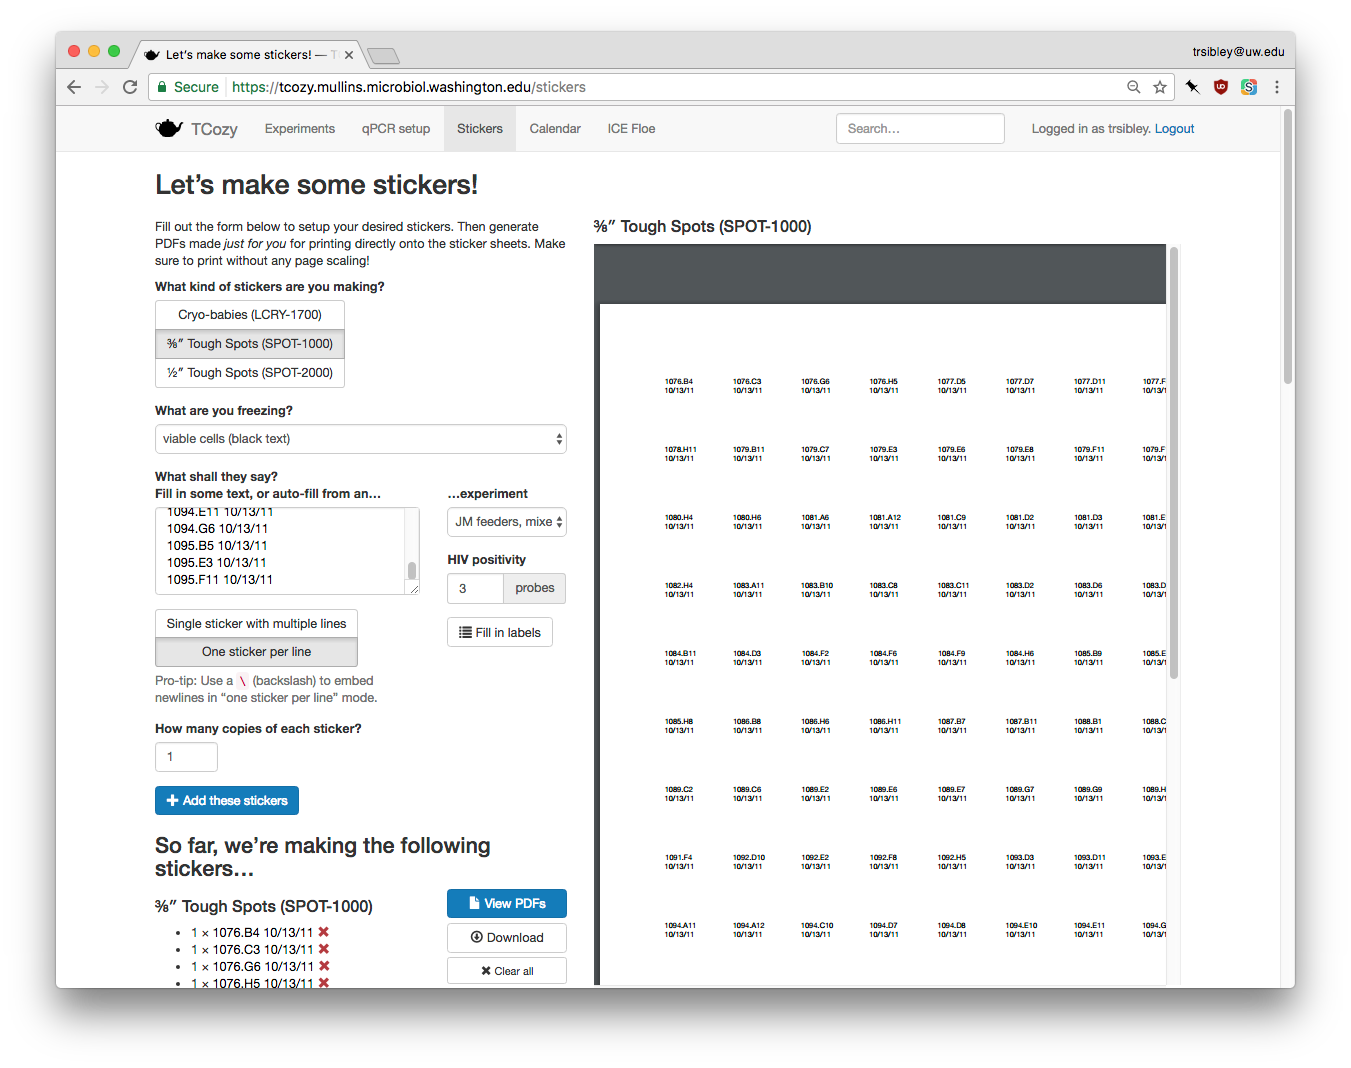 Let’s make some stickers! — T
trsibley@uw.edu
Secure
https://tcozy.mullins.microbiol.washington.edu/stickers
TCozy
Experiments
qPCR setup
Stickers
Calendar
ICE Floe
Search...
Logged in as trsibley. Logout
Let’s make some stickers!
Fill out the form below to setup your desired stickers. Then generate
PDFs made just for you for printing directly onto the sticker sheets. Make
sure to print without any page scaling!
What kind of stickers are you making?
Cryo-babies (LCRY-1700)
⅜″ Tough Spots (SPOT-1000)
½″ Tough Spots (SPOT-2000)
What are you freezing?
viable cells (black text)
What shall they say?
Fill in some text, or auto-fill from an…
1094.E11 10/13/11
1094.G6 10/13/11
1095.B5 10/13/11
1095.E3 10/13/11
1095.F11 10/13/11
…experiment
JM feeders, mixe
HIV positivity
3 probes
Fill in labels
Single sticker with multiple lines
One sticker per line
Pro-tip: Use a \ (backslash) to embed
newlines in “one sticker per line” mode.
How many copies of each sticker?
1
Add these stickers
So far, we’re making the following
stickers…
⅜″ Tough Spots (SPOT-1000)
1 × 1076.B4 10/13/11
1 × 1076.C3 10/13/11
1 × 1076.G6 10/13/11
1 × 1076.H5 10/13/11
View PDFs
Download
Clear all
⅜″ Tough Spots (SPOT-1000)
1076.B4 1076.C3 1076.G6 1076.H5 1077.D5 1077.D7 1077.D11 1077.F
10/13/11 10/13/11 10/13/11 10/13/11 10/13/11 10/13/11 10/13/11 10/13/1
1078.H11 1079.B11 1079.C7 1079.E3 1079.E6 1079.E8 1079.F11 1079.F
10/13/11 10/13/11 10/13/11 10/13/11 10/13/11 10/13/11 10/13/11 10/13/1
1080.H4 1080.H6 1081.A6 1081.A12 1081.C9 1081.D2 1081.D3 1081.E
10/13/11 10/13/11 10/13/11 10/13/11 10/13/11 10/13/11 10/13/11 10/13/1
1082.H4 1083.A11 1083.B10 1083.C8 1083.C11 1083.D2 1083.D6 1083.D
10/13/11 10/13/11 10/13/11 10/13/11 10/13/11 10/13/11 10/13/11 10/13/1
1084.B11 1084.D3 1084.F2 1084.F6 1084.F9 1084.H6 1085.B9 1085.E
10/13/11 10/13/11 10/13/11 10/13/11 10/13/11 10/13/11 10/13/11 10/13/1
1085.H8 1086.B8 1086.H6 1086.H11 1087.B7 1087.B11 1088.B1 1088.C
10/13/11 10/13/11 10/13/11 10/13/11 10/13/11 10/13/11 10/13/11 10/13/1
1089.C2 1089.C6 1089.E2 1089.E6 1089.E7 1089.G7 1089.G9 1089.H
10/13/11 10/13/11 10/13/11 10/13/11 10/13/11 10/13/11 10/13/11 10/13/1
1091.F4 1092.D10 1092.E2 1092.F8 1092.H5 1093.D3 1093.D11 1093.E
10/13/11 10/13/11 10/13/11 10/13/11 10/13/11 10/13/11 10/13/11 10/13/1
1094.A11 1094.A12 1094.C10 1094.D7 1094.D8 1094.E10 1094.E11 1094.G
10/13/11 10/13/11 10/13/11 10/13/11 10/13/11 10/13/11 10/13/11 10/13/1